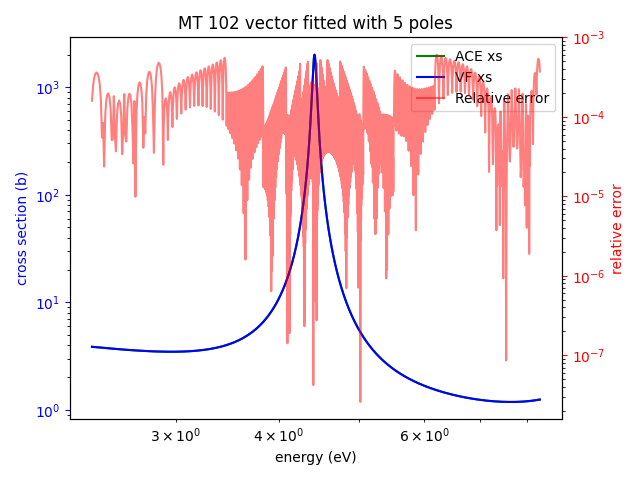 MT 102 vector fitted with 5 poles
ACE xs
VF xs
Relative error
cross section (b)
10³
10²
10¹
10⁰
relative error
10⁻³
10⁻⁴
10⁻⁵
10⁻⁶
10⁻⁷
3 × 10⁰ 4 × 10⁰ 6 × 10⁰
energy (eV)